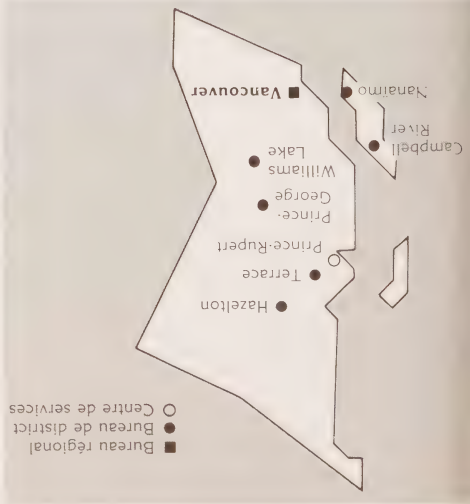 Bureau régional
Bureau de district
Centre de services
Hazelton
Terrace
Prince-Rupert
Prince-
George
Williams
Lake
Campbell
River
Nanaimo
Vancouver